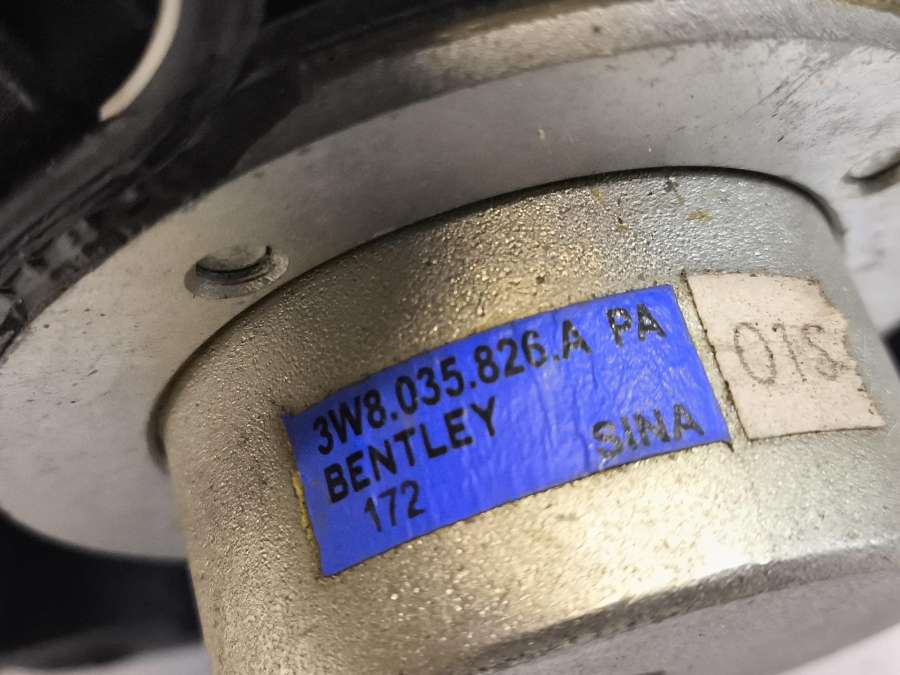 3W8.035.826.A PA
BENTLEY SINA
172
01S